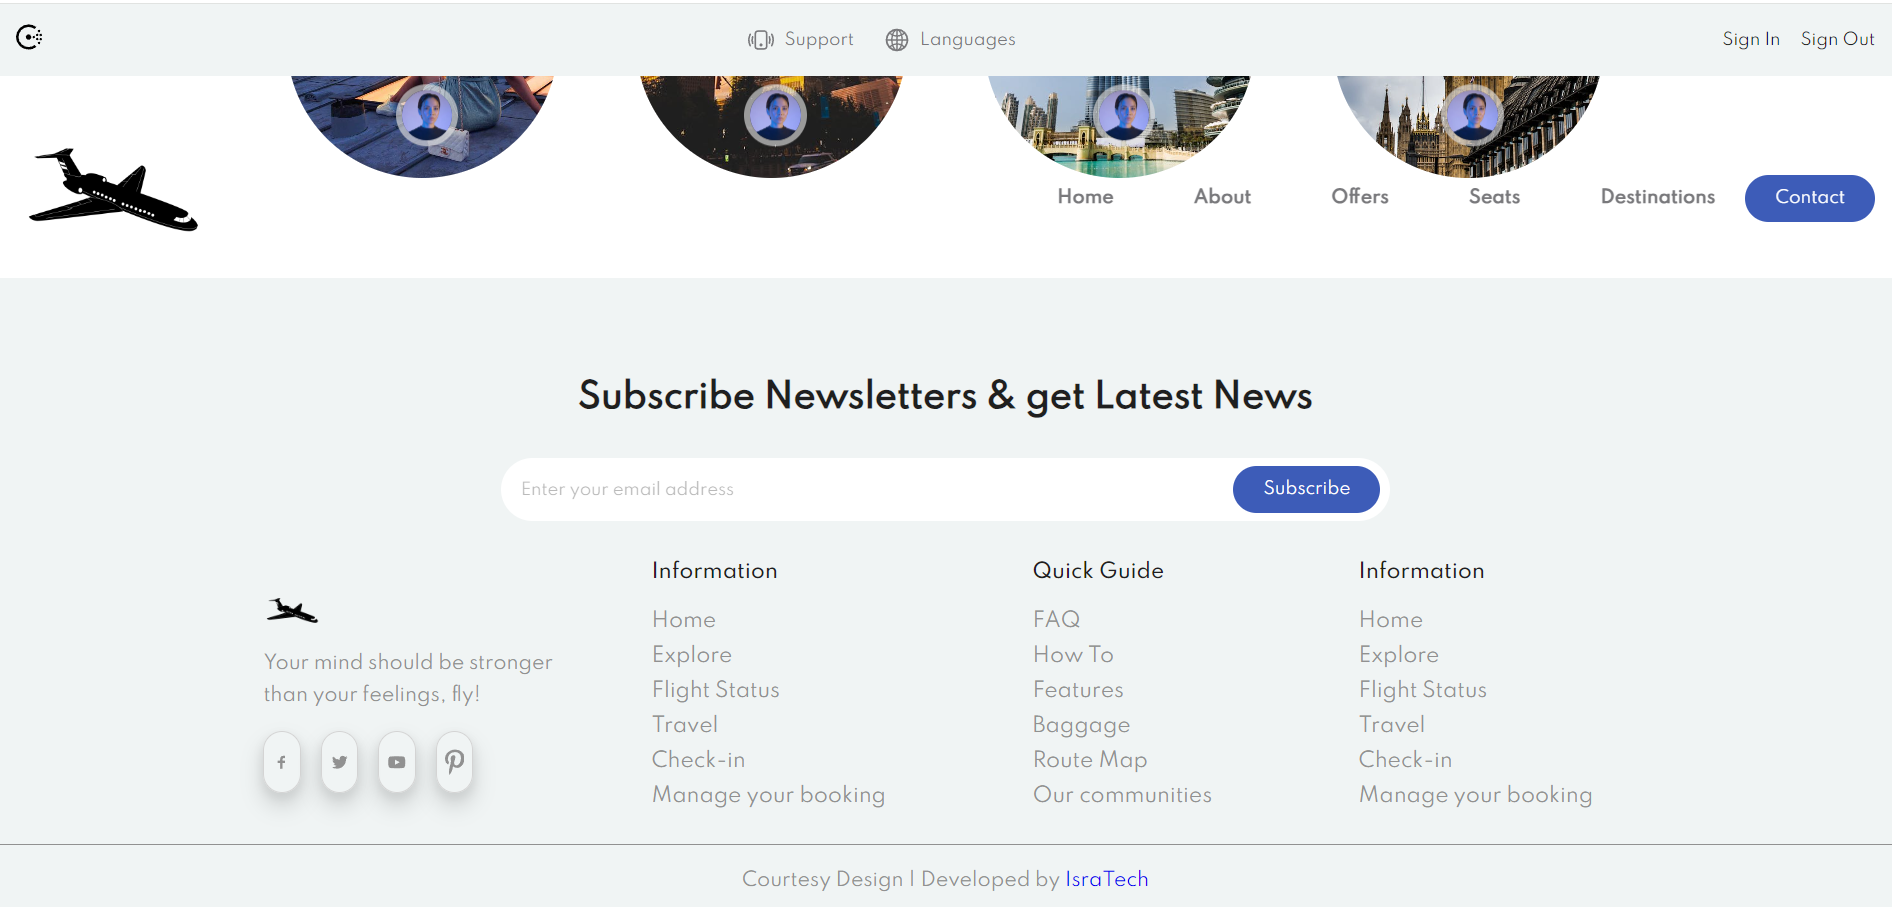 Support Languages Sign In Sign Out
Home About Offers Seats Destinations Contact
Subscribe Newsletters & get Latest News
Enter your email address Subscribe
Your mind should be stronger
than your feelings, fly!
Information
Home
Explore
Flight Status
Travel
Check-in
Manage your booking
Quick Guide
FAQ
How To
Features
Baggage
Route Map
Our communities
Information
Home
Explore
Flight Status
Travel
Check-in
Manage your booking
Courtesy Design | Developed by IsraTech